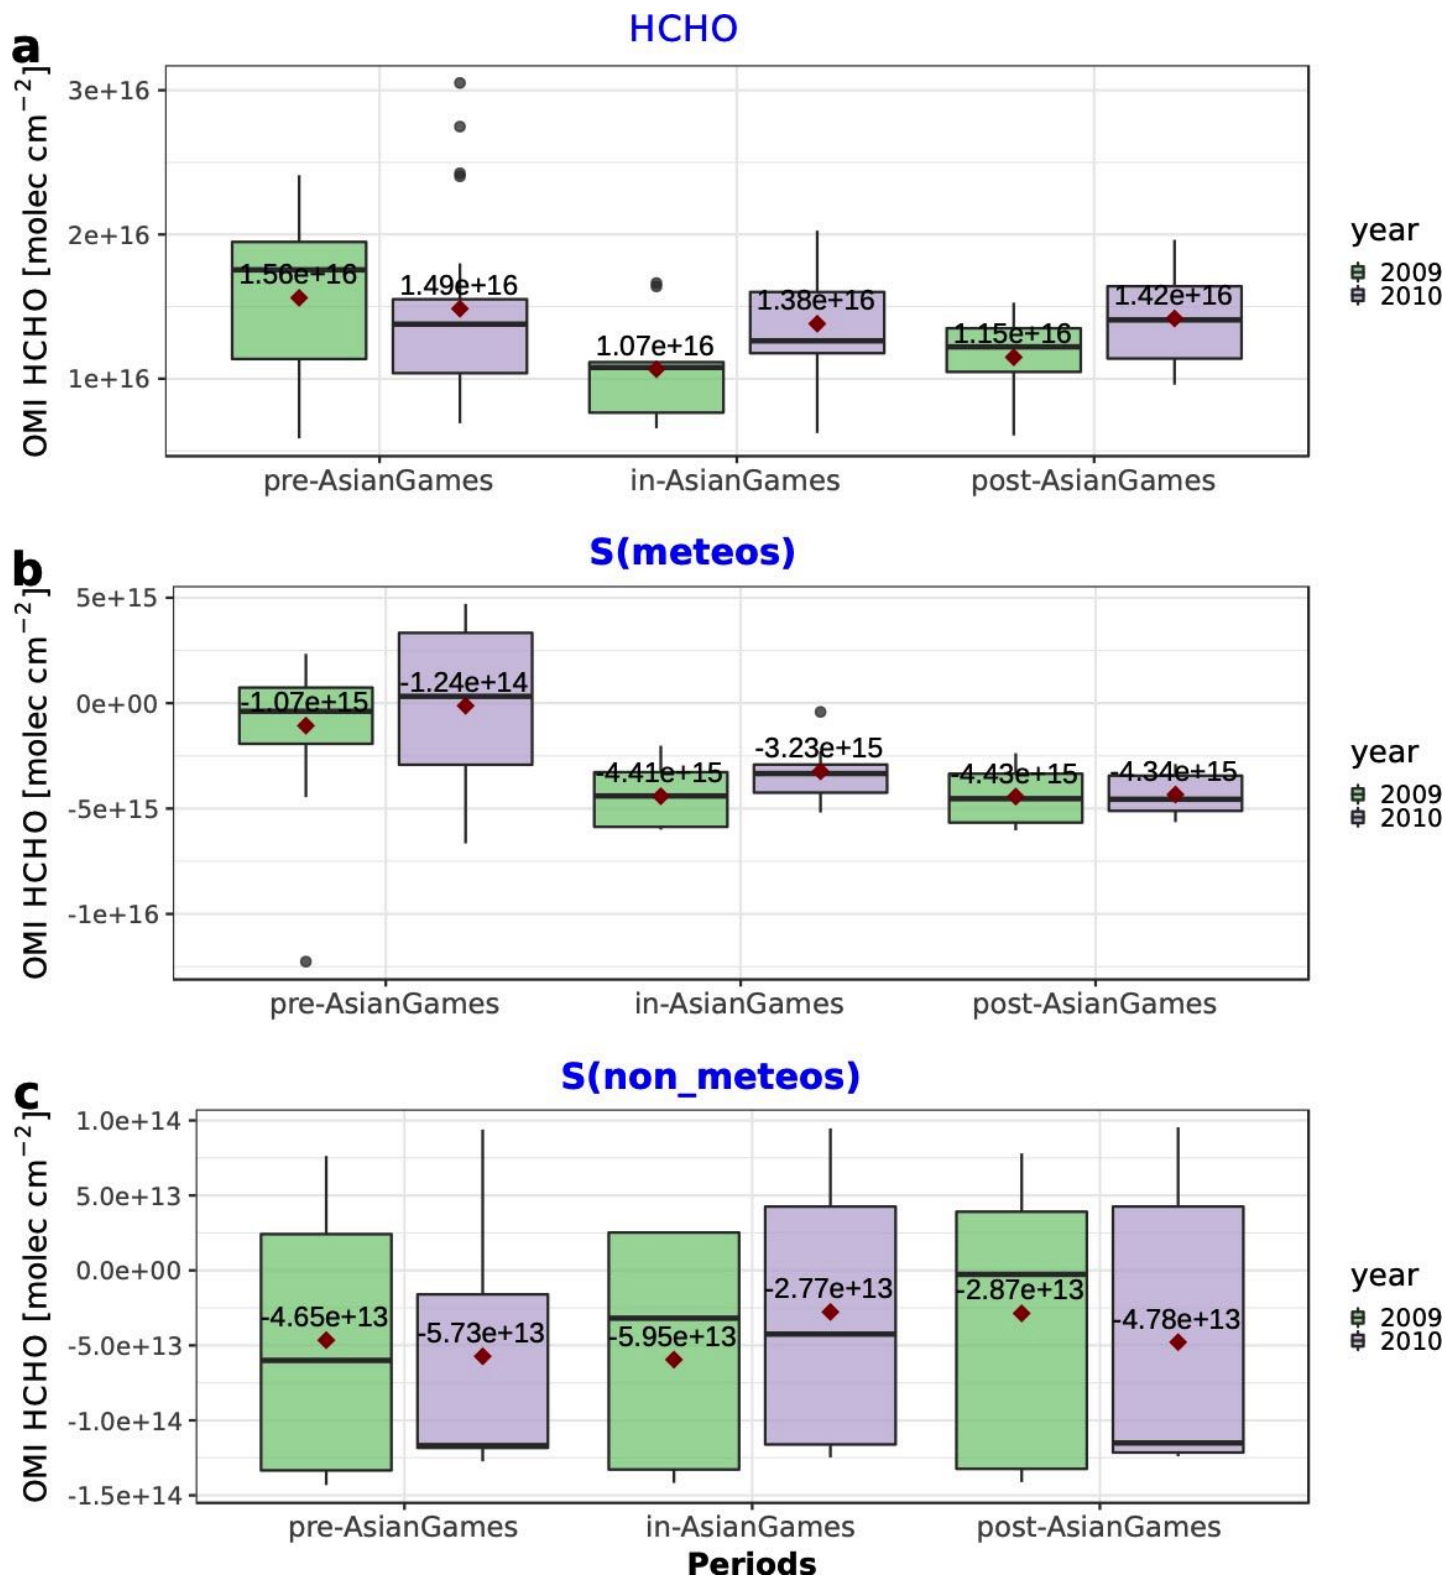 a
HCHO
OMI HCHO [molec cm⁻²]
3e+16
2e+16
1e+16
1.56e+16
1.49e+16
1.07e+16
1.38e+16
1.15e+16
1.42e+16
pre-AsianGames
in-AsianGames
post-AsianGames
year
2009
2010
b
S(meteos)
OMI HCHO [molec cm⁻²]
5e+15
0e+00
-5e+15
-1e+16
-1.07e+15
-1.24e+14
-4.41e+15
-3.23e+15
-4.43e+15
-4.34e+15
pre-AsianGames
in-AsianGames
post-AsianGames
year
2009
2010
c
S(non_meteos)
OMI HCHO [molec cm⁻²]
1.0e+14
5.0e+13
0.0e+00
-5.0e+13
-1.0e+14
-1.5e+14
-4.65e+13
-5.73e+13
-5.95e+13
-2.77e+13
-2.87e+13
-4.78e+13
pre-AsianGames
in-AsianGames
post-AsianGames
Periods
year
2009
2010